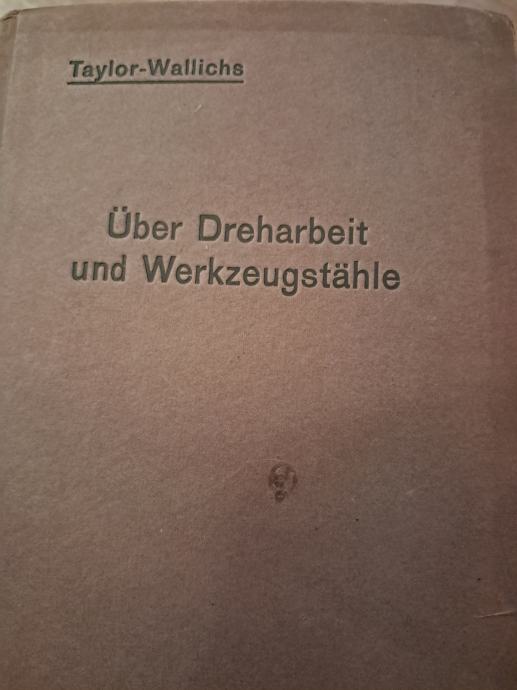 Taylor-Wallichs
Über Dreharbeit
und Werkzeugstähle